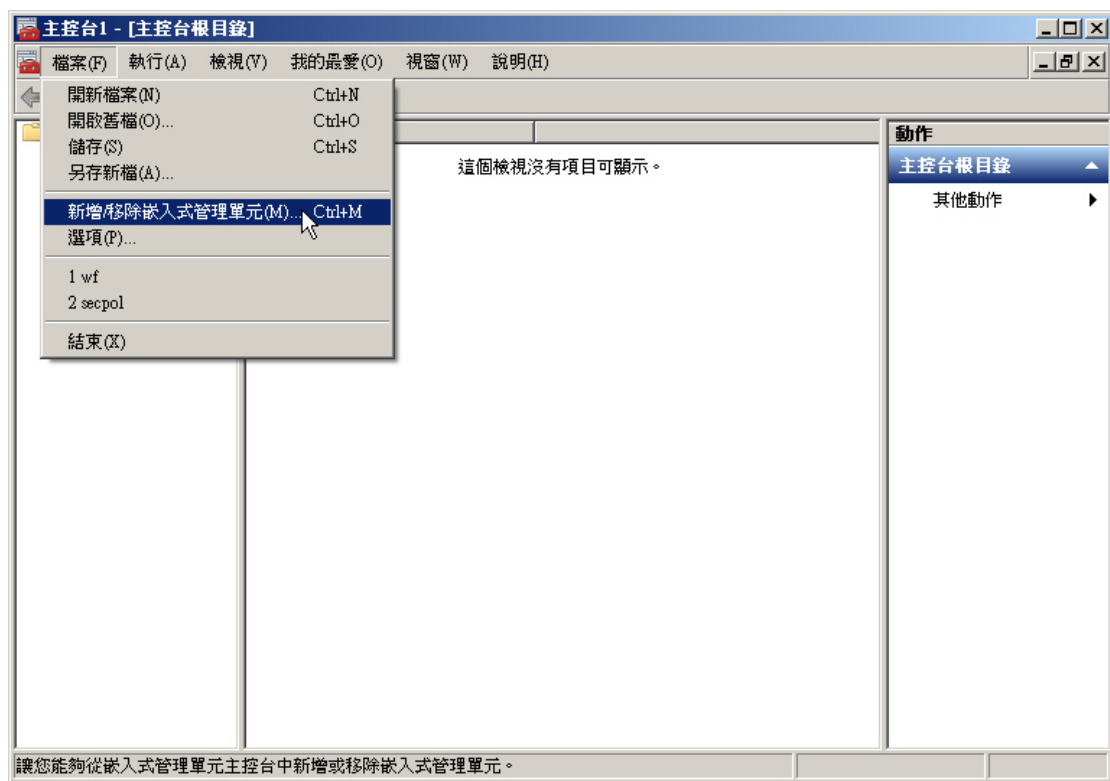 主控台1 - [主控台根目錄]
檔案(F) 執行(A) 檢視(V) 我的最愛(O) 視窗(W) 說明(H)
開新檔案(N) Ctrl+N
開啟舊檔(O)... Ctrl+O
儲存(S) Ctrl+S
另存新檔(A)...
新增/移除嵌入式管理單元(M)... Ctrl+M
選項(P)...
1 wf
2 secpol
結束(X)
這個檢視沒有項目可顯示。
動作
主控台根目錄
其他動作
讓您能夠從嵌入式管理單元主控台中新增或移除嵌入式管理單元。